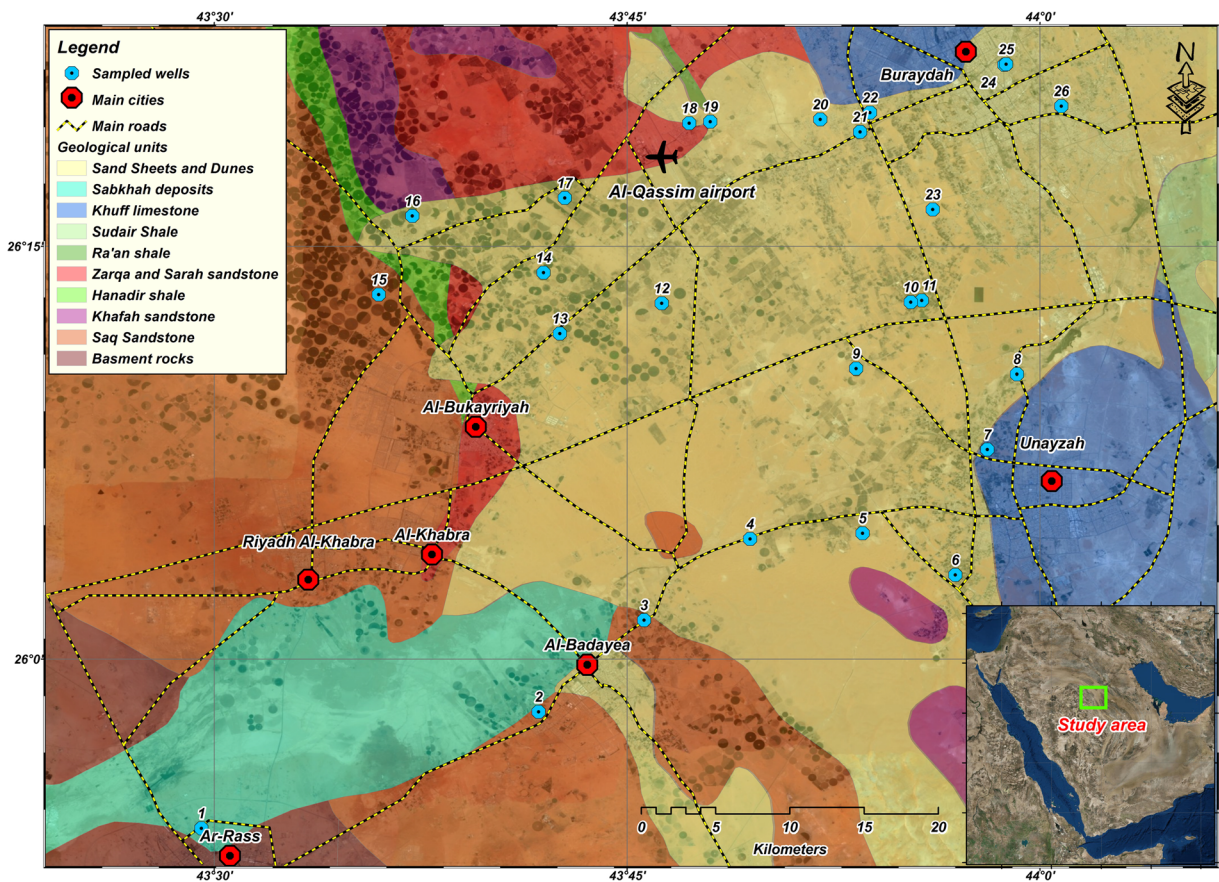 43°30'
43°45'
44°0'
Legend
Sampled wells
Main cities
Main roads
Geological units
Sand Sheets and Dunes
Sabkhah deposits
Khuff limestone
Sudair Shale
Ra'an shale
Zarqa and Sarah sandstone
Hanadir shale
Khafah sandstone
Saq Sandstone
Basment rocks
N
Buraydah
25
24
26
18
19
20
22
21
Al-Qassim airport
17
16
23
26°15'
26°15'
14
15
12
10
11
13
9
8
Al-Bukayriyah
7
Unayzah
4
5
Riyadh Al-Khabra
Al-Khabra
6
3
26°0'
26°0'
Al-Badayea
2
Study area
1
Ar-Rass
0
5
10
15
20
Kilometers
43°30'
43°45'
44°0'